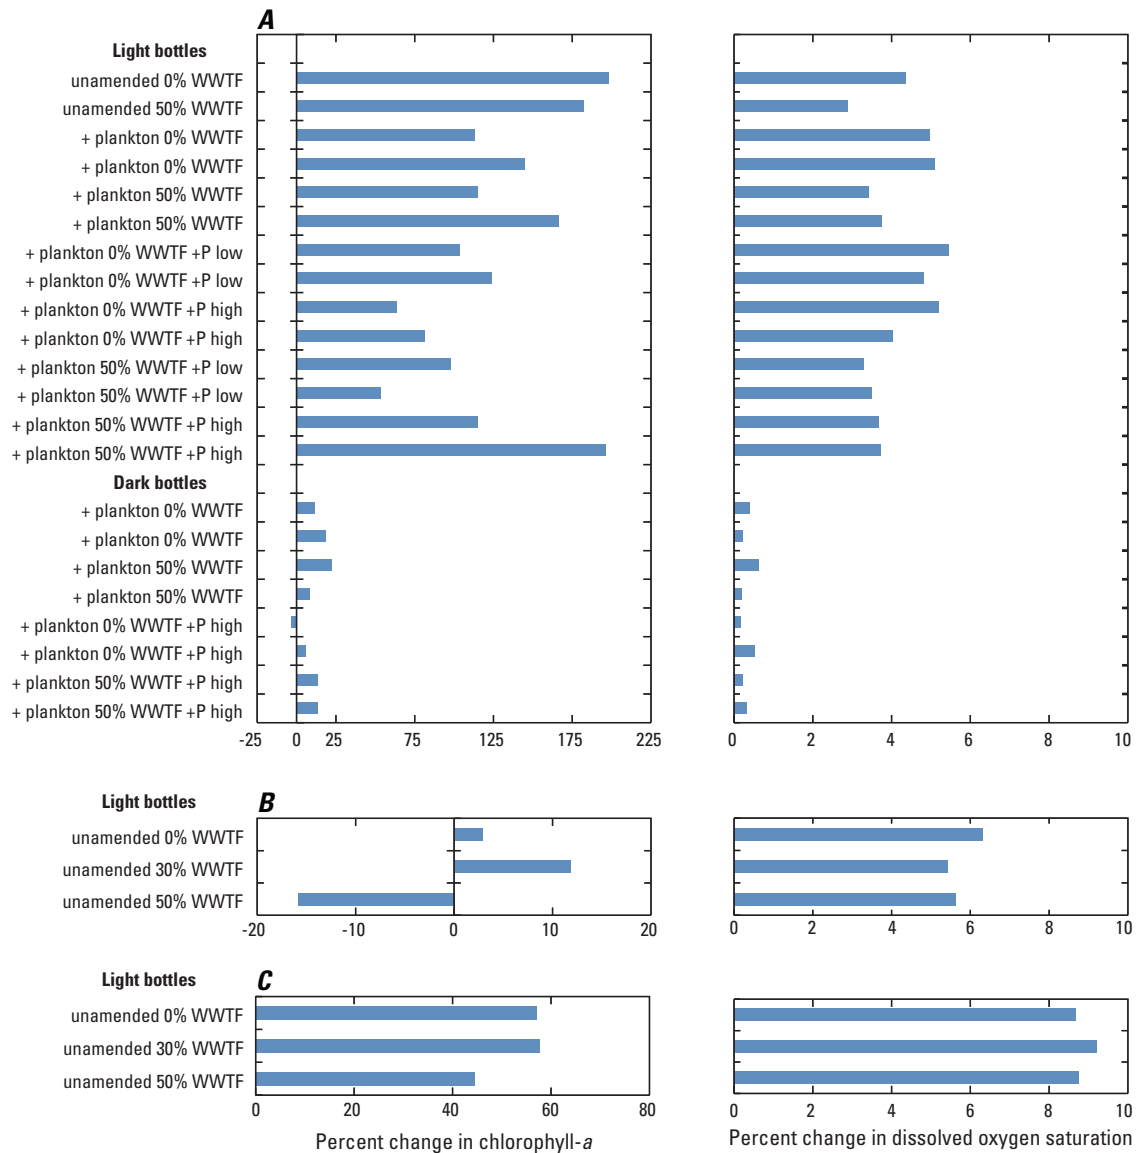 A
Light bottles
unamended 0% WWTF
unamended 50% WWTF
+ plankton 0% WWTF
+ plankton 0% WWTF
+ plankton 50% WWTF
+ plankton 50% WWTF
+ plankton 0% WWTF +P low
+ plankton 0% WWTF +P low
+ plankton 0% WWTF +P high
+ plankton 0% WWTF +P high
+ plankton 50% WWTF +P low
+ plankton 50% WWTF +P low
+ plankton 50% WWTF +P high
+ plankton 50% WWTF +P high
Dark bottles
+ plankton 0% WWTF
+ plankton 0% WWTF
+ plankton 50% WWTF
+ plankton 50% WWTF
+ plankton 0% WWTF +P high
+ plankton 0% WWTF +P high
+ plankton 50% WWTF +P high
+ plankton 50% WWTF +P high
-25 0 25 75 125 175 225
0 2 4 6 8 10
B
Light bottles
unamended 0% WWTF
unamended 30% WWTF
unamended 50% WWTF
-20 -10 0 10 20
0 2 4 6 8 10
C
Light bottles
unamended 0% WWTF
unamended 30% WWTF
unamended 50% WWTF
0 20 40 60 80
0 2 4 6 8 10
Percent change in chlorophyll-a
Percent change in dissolved oxygen saturation